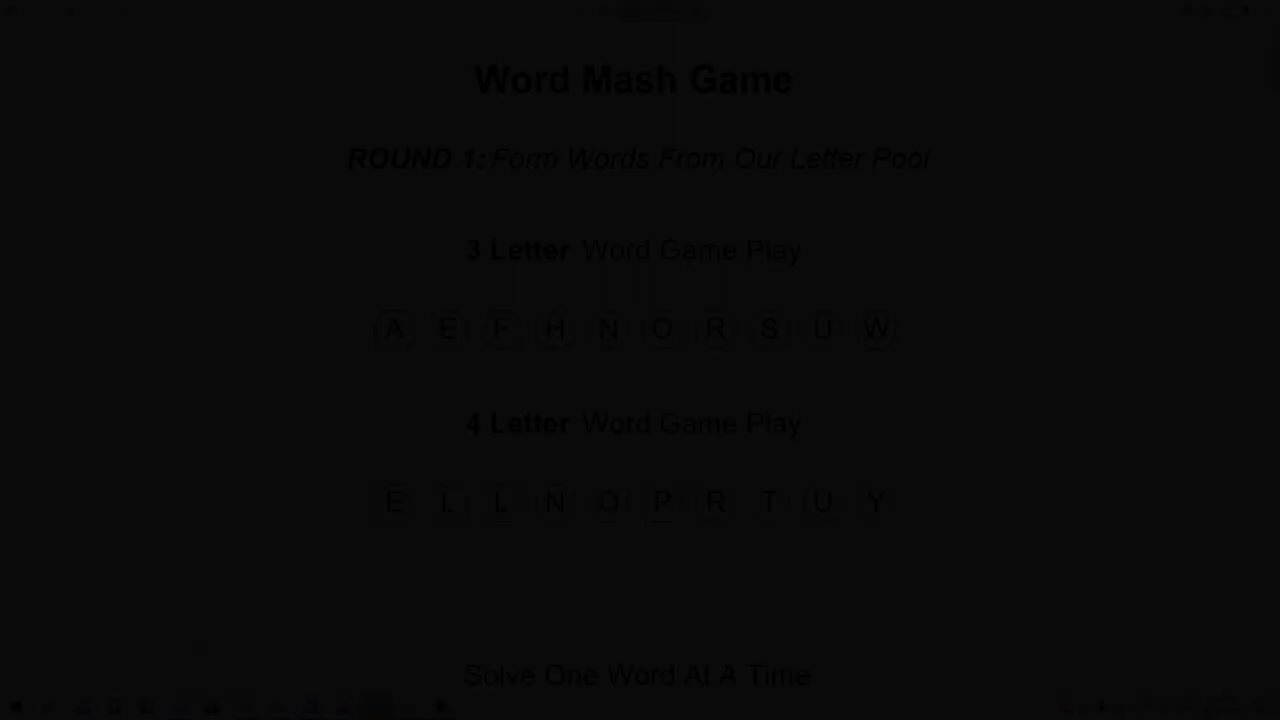 Word Mash Game
ROUND 1: Form Words From Our Letter Pool
3 Letter Word Game Play
A E F H N O R S U W
4 Letter Word Game Play
E L L N O P R T U Y
Solve One Word At A Time